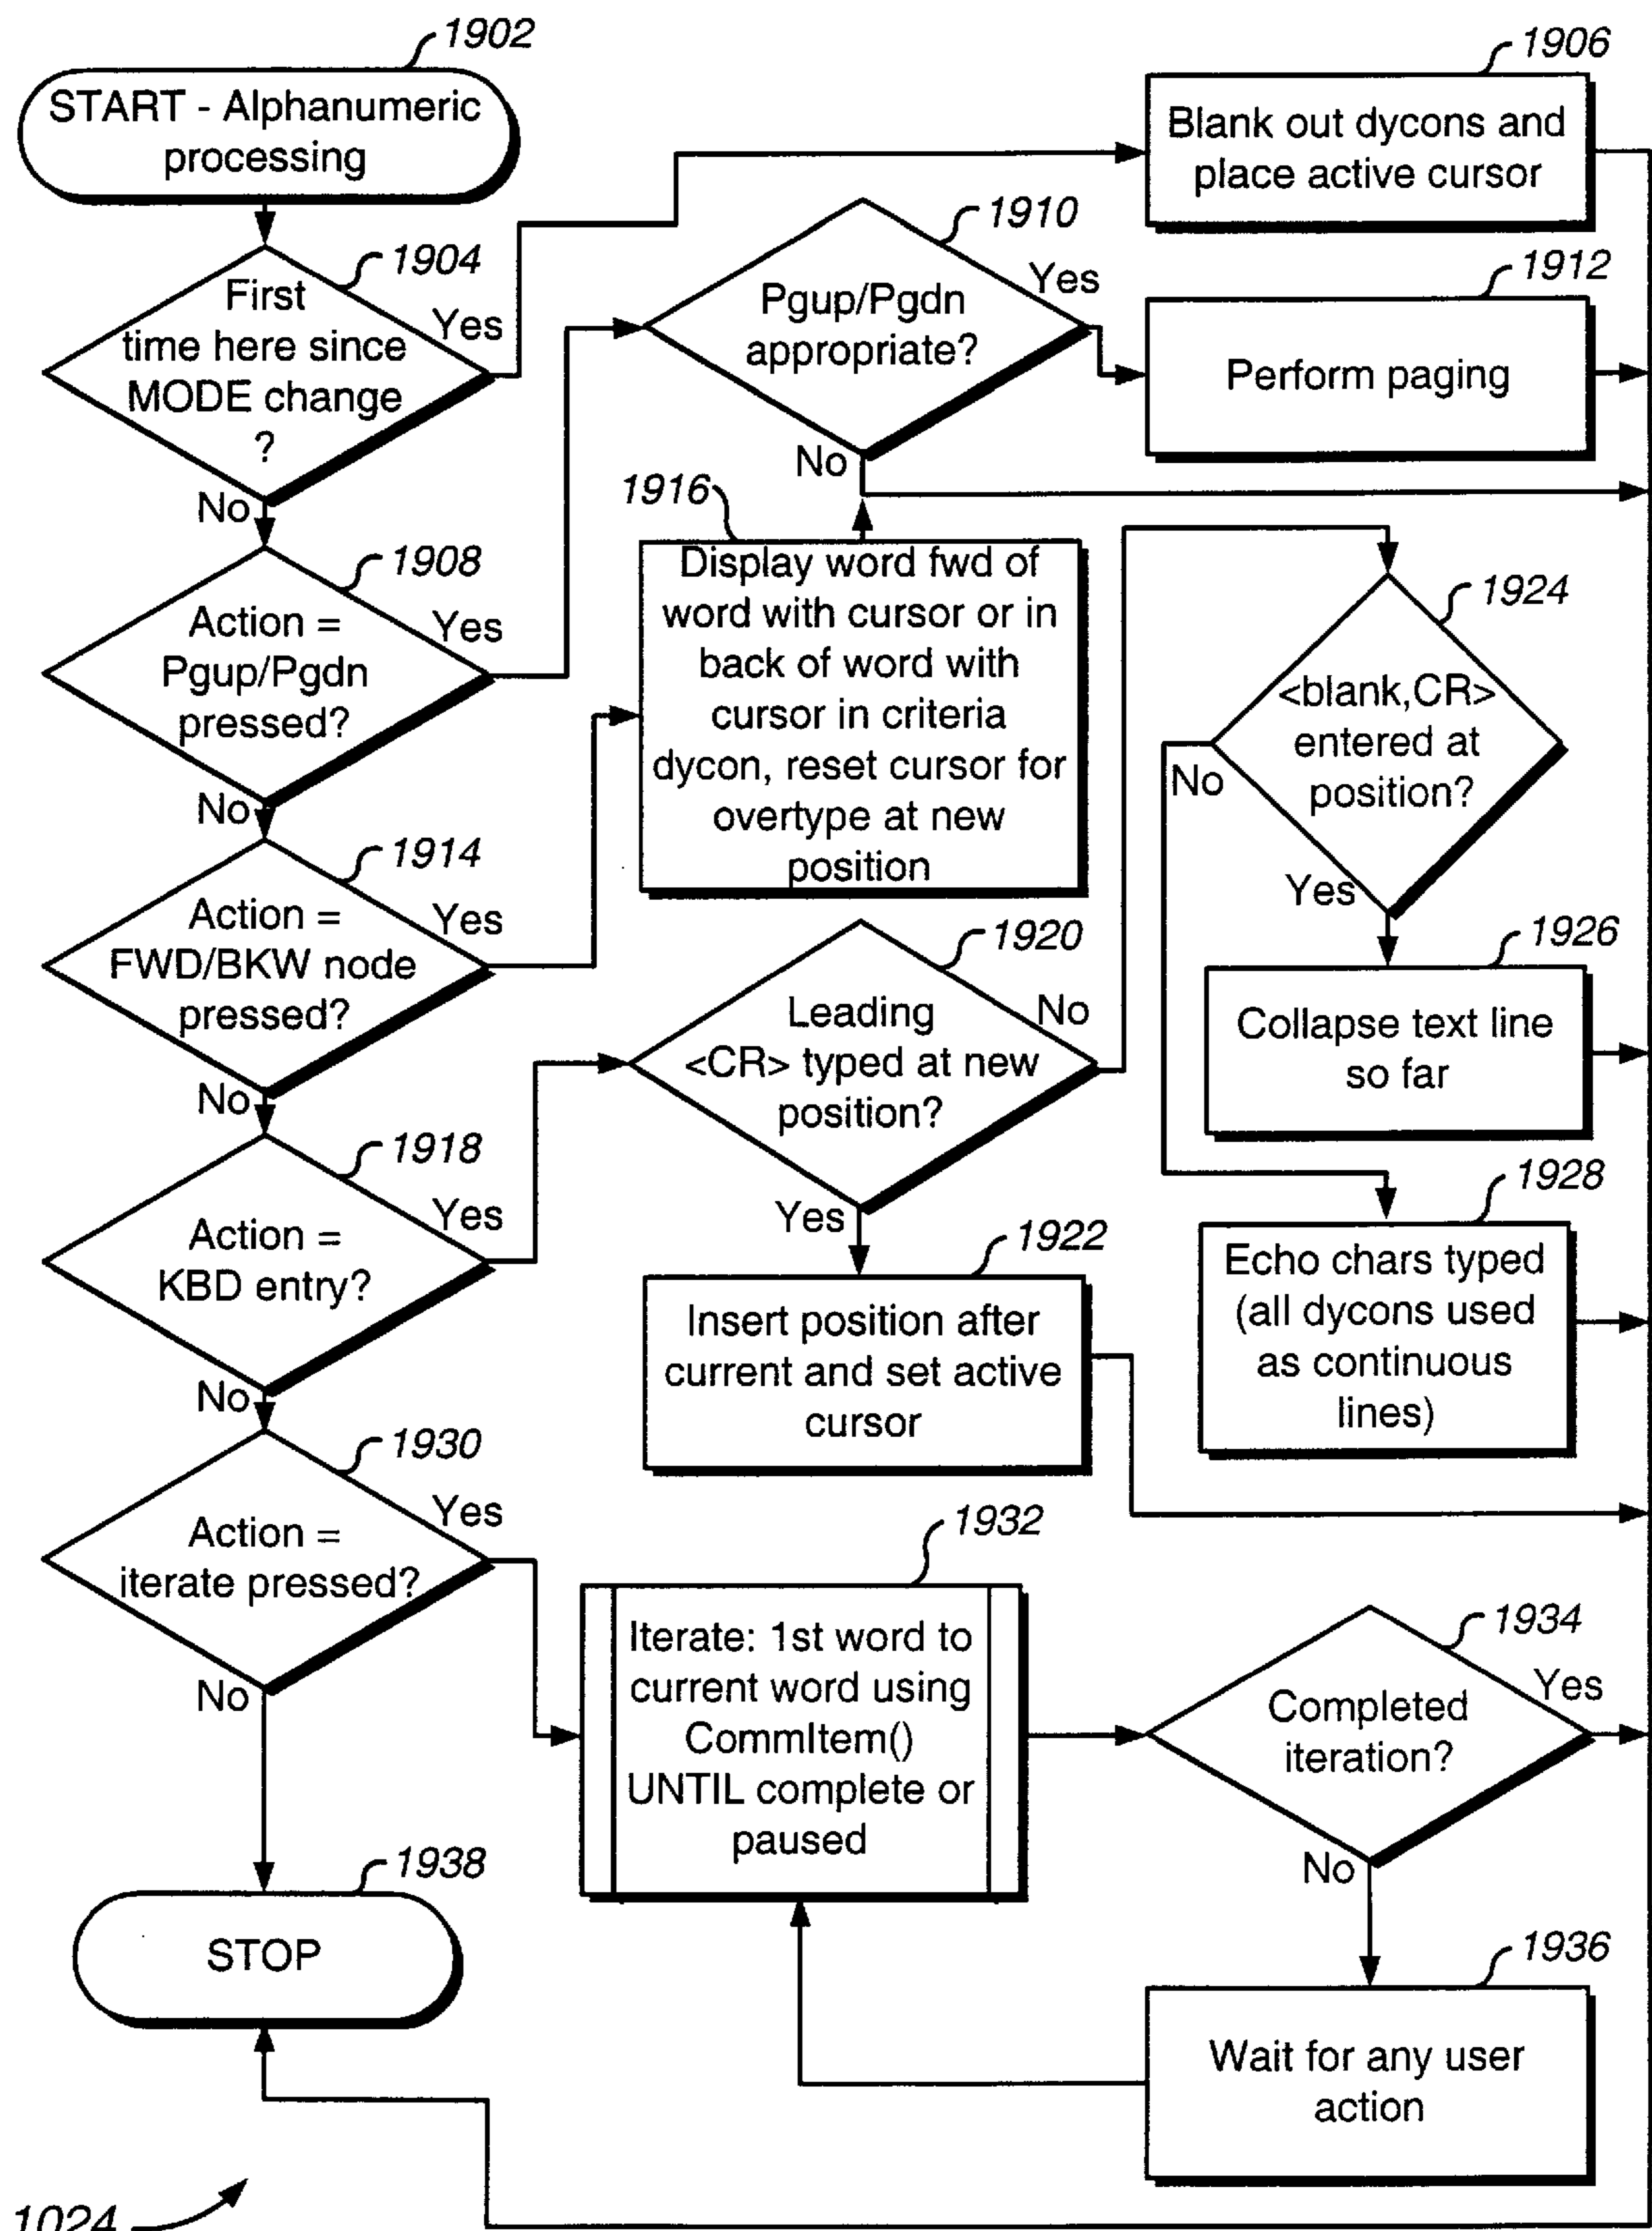 1902
START - Alphanumeric
processing
1904
First
time here since
MODE change
?
Yes
No
1906
Blank out dycons and
place active cursor
1908
Action =
Pgup/Pgdn
pressed?
Yes
No
1910
Pgup/Pgdn
appropriate?
Yes
No
1912
Perform paging
1914
Action =
FWD/BKW node
pressed?
Yes
No
1916
Display word fwd of
word with cursor or in
back of word with
cursor in criteria
dycon, reset cursor for
overtype at new
position
1918
Action =
KBD entry?
Yes
No
1920
Leading
<CR> typed at new
position?
No
Yes
1922
Insert position after
current and set active
cursor
1924
<blank,CR>
entered at
position?
No
Yes
1926
Collapse text line
so far
1928
Echo chars typed
(all dycons used
as continuous
lines)
1930
Action =
iterate pressed?
Yes
No
1932
Iterate: 1st word to
current word using
CommItem()
UNTIL complete or
paused
1934
Completed
iteration?
Yes
No
1936
Wait for any user
action
1938
STOP
1024